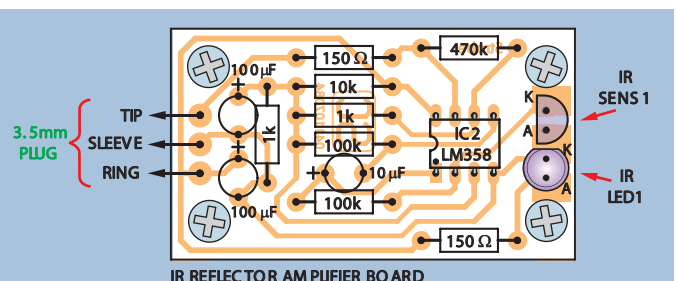 150 Ω
470k
100 µF
+
10k
K
IR
SENS 1
TIP
1k
1k
IC2
LM358
A
3.5mm
PLUG
SLEEVE
100k
K
+
RING
+
10 µF
IR
LED1
A
100k
100 µF
150 Ω
IR REFLECTOR AMPLIFIER BOARD